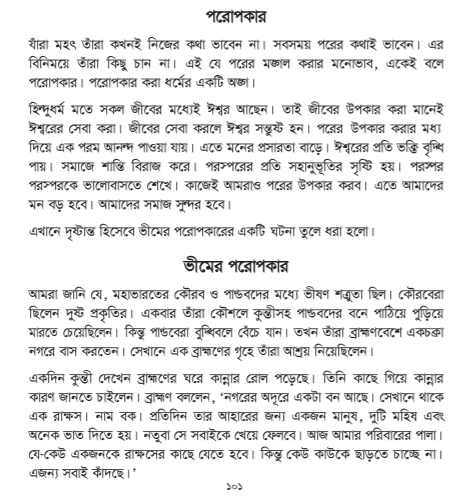 পরোপকার
যাঁরা মহৎ তাঁরা কখনই নিজের কথা ভাবেন না। সবসময় পরের কথাই ভাবেন। এর
বিনিময়ে তাঁরা কিছু চান না। এই যে পরের মঙ্গল করার মনোভাব, একেই বলে
পরোপকার। পরোপকার করা ধর্মের একটি অঙ্গ।
হিন্দুধর্ম মতে সকল জীবের মধ্যেই ঈশ্বর আছেন। তাই জীবের উপকার করা মানেই
ঈশ্বরের সেবা করা। জীবের সেবা করলে ঈশ্বর সন্তুষ্ট হন। পরের উপকার করার মধ্য
দিয়ে এক পরম আনন্দ পাওয়া যায়। এতে মনের প্রসারতা বাড়ে। ঈশ্বরের প্রতি ভক্তি বৃদ্ধি
পায়। সমাজে শান্তি বিরাজ করে। পরস্পরের প্রতি সহানুভূতির সৃষ্টি হয়। পরস্পর
পরস্পরকে ভালোবাসতে শেখে। কাজেই আমরাও পরের উপকার করব। এতে আমাদের
মন বড় হবে। আমাদের সমাজ সুন্দর হবে।
এখানে দৃষ্টান্ত হিসেবে ভীমের পরোপকারের একটি ঘটনা তুলে ধরা হলো।
ভীমের পরোপকার
আমরা জানি যে, মহাভারতের কৌরব ও পান্ডবদের মধ্যে ভীষণ শত্রুতা ছিল। কৌরবেরা
ছিলেন দুষ্ট প্রকৃতির। একবার তাঁরা কৌশলে কুন্তীসহ পান্ডবদের বনে পাঠিয়ে পুড়িয়ে
মারতে চেয়েছিলেন। কিন্তু পান্ডবেরা বুদ্ধিবলে বেঁচে যান। তখন তাঁরা ব্রাহ্মণবেশে একচক্রা
নগরে বাস করতেন। সেখানে এক ব্রাহ্মণের গৃহে তাঁরা আশ্রয় নিয়েছিলেন।
একদিন কুন্তী দেখেন ব্রাহ্মণের ঘরে কান্নার রোল পড়েছে। তিনি কাছে গিয়ে কান্নার
কারণ জানতে চাইলেন। ব্রাহ্মণ বললেন, ‘নগরের অদূরে একটা বন আছে। সেখানে থাকে
এক রাক্ষস। নাম বক। প্রতিদিন তার আহারের জন্য একজন মানুষ, দুটি মহিষ এবং
অনেক ভাত দিতে হয়। নতুবা সে সবাইকে খেয়ে ফেলবে। আজ আমার পরিবারের পালা।
যে-কেউ একজনকে রাক্ষসের কাছে যেতে হবে। কিন্তু কেউ কাউকে ছাড়তে চাচ্ছে না।
এজন্য সবাই কাঁদছে।’
১০১